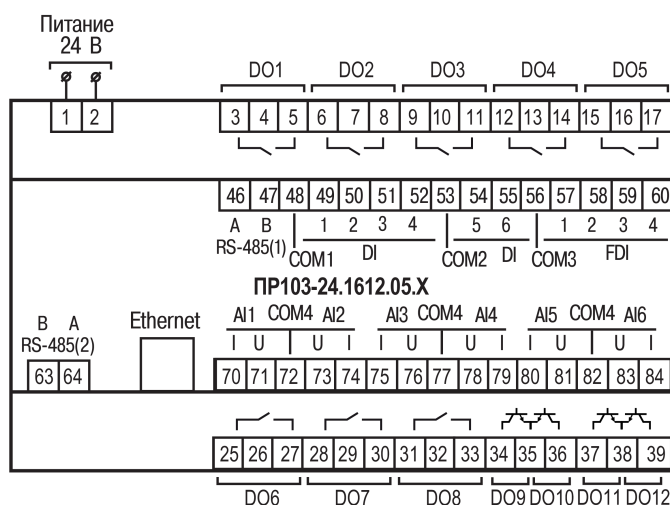 Питание
24 В
DO1 DO2 DO3 DO4 DO5
1 2 3 4 5 6 7 8 9 10 11 12 13 14 15 16 17
46 47 48 49 50 51 52 53 54 55 56 57 58 59 60
A B 1 2 3 4 5 6 1 2 3 4
RS-485(1) COM1 DI COM2 DI COM3 FDI
ПР103-24.1612.05.X
B A Ethernet AI1 COM4 AI2 AI3 COM4 AI4 AI5 COM4 AI6
RS-485(2) I U U I I U U I I U U I
63 64 70 71 72 73 74 75 76 77 78 79 80 81 82 83 84
25 26 27 28 29 30 31 32 33 34 35 36 37 38 39
DO6 DO7 DO8 DO9 DO10 DO11 DO12